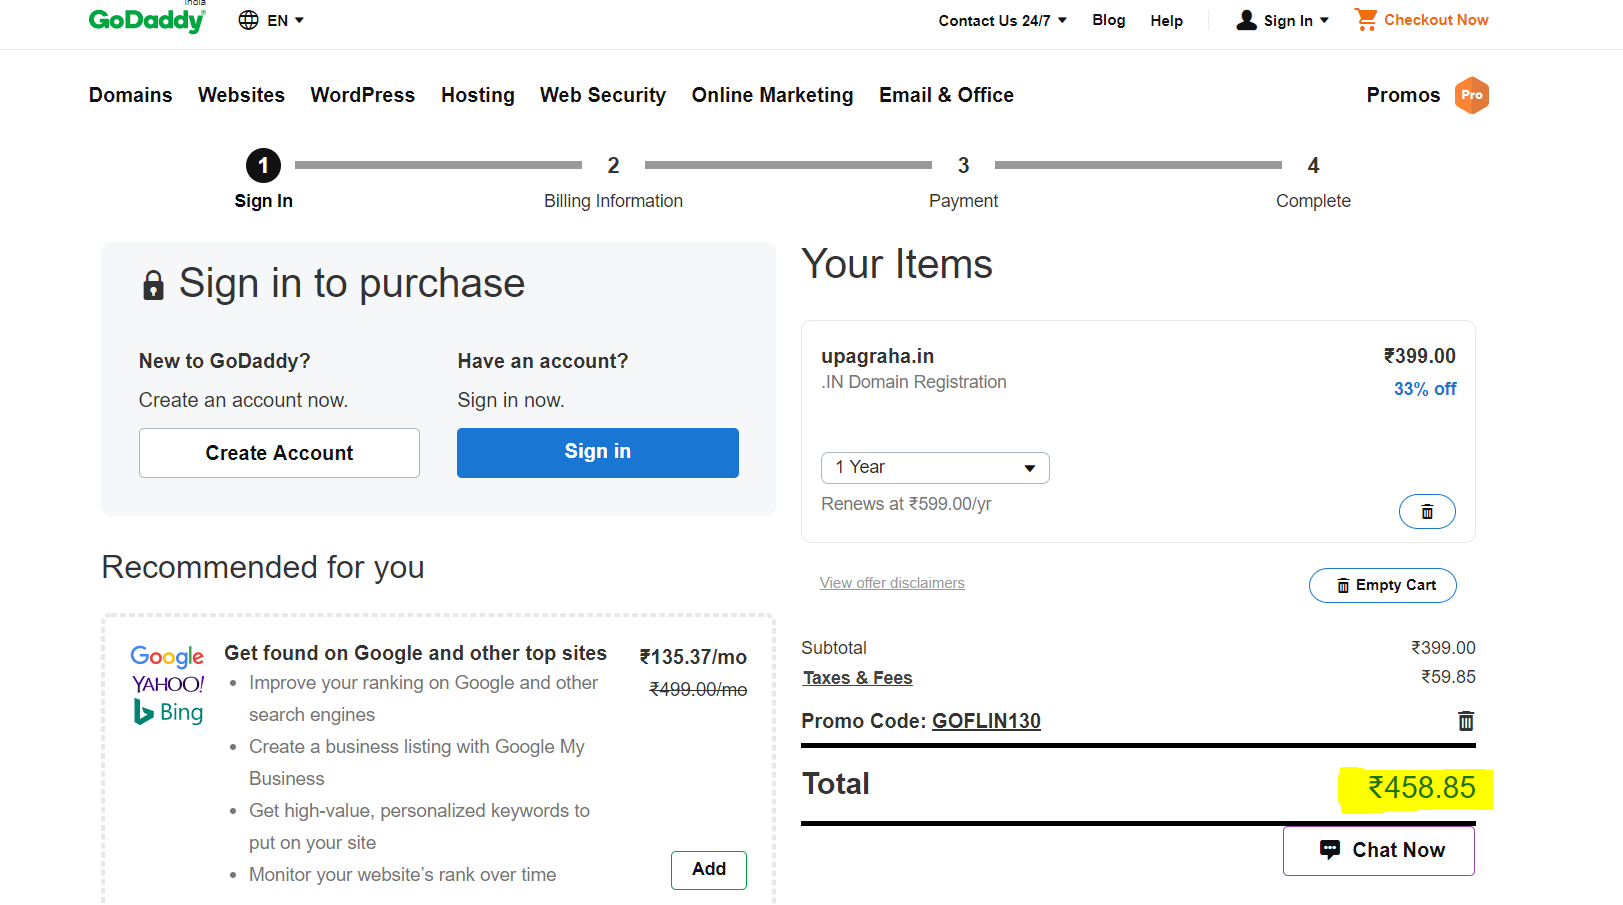 India
GoDaddy
EN
Contact Us 24/7
Blog
Help
Sign In
Checkout Now
Domains
Websites
WordPress
Hosting
Web Security
Online Marketing
Email & Office
Promos
Pro
1
2
3
4
Sign In
Billing Information
Payment
Complete
Sign in to purchase
New to GoDaddy?
Create an account now.
Create Account
Have an account?
Sign in now.
Sign in
Recommended for you
Google
YAHOO!
Bing
Get found on Google and other top sites
₹135.37/mo
₹499.00/mo
• Improve your ranking on Google and other
search engines
• Create a business listing with Google My
Business
• Get high-value, personalized keywords to
put on your site
• Monitor your website's rank over time
Add
Your Items
upagraha.in
₹399.00
.IN Domain Registration
33% off
1 Year
Renews at ₹599.00/yr
View offer disclaimers
Empty Cart
Subtotal
₹399.00
Taxes & Fees
₹59.85
Promo Code: GOFLIN130
Total
₹458.85
Chat Now